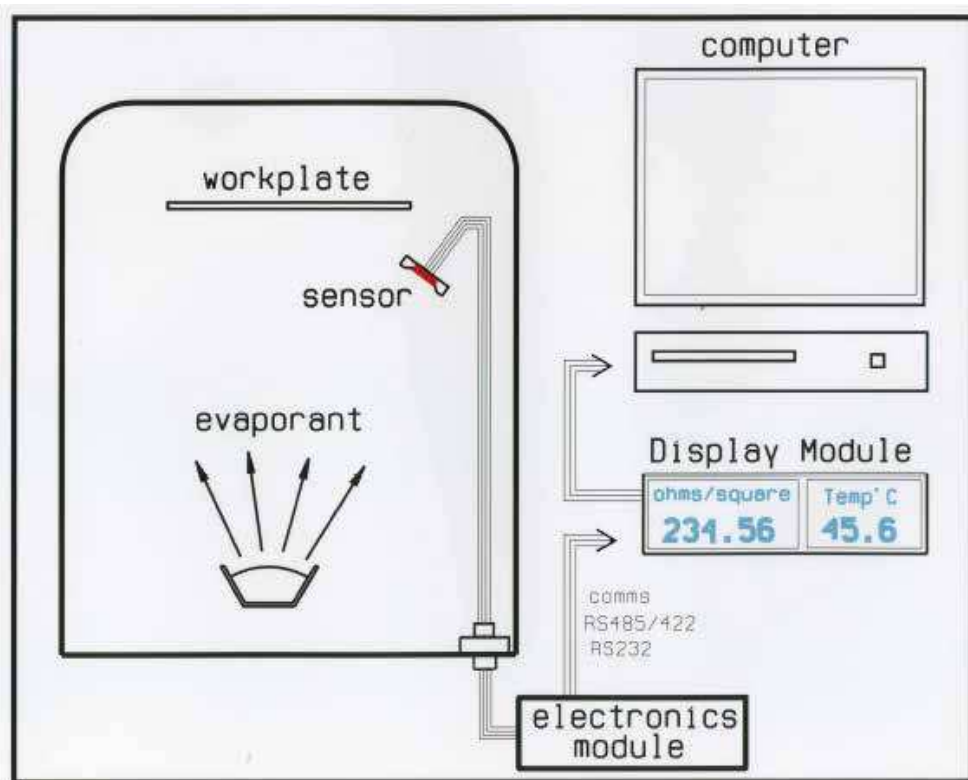 computer
workplate
sensor
evaporant
Display Module
ohms/square
Temp°C
234.56
45.6
comms
RS485/422
RS232
electronics
module